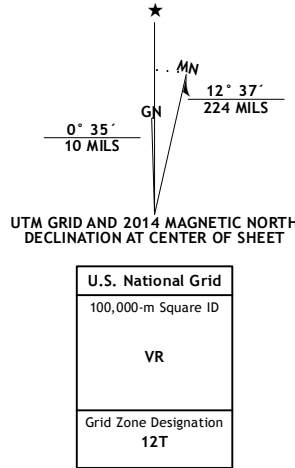 ★
MN
GN
12° 37´
224 MILS
0° 35´
10 MILS
UTM GRID AND 2014 MAGNETIC NORTH
DECLINATION AT CENTER OF SHEET
U.S. National Grid
100,000-m Square ID
VR
Grid Zone Designation
12T